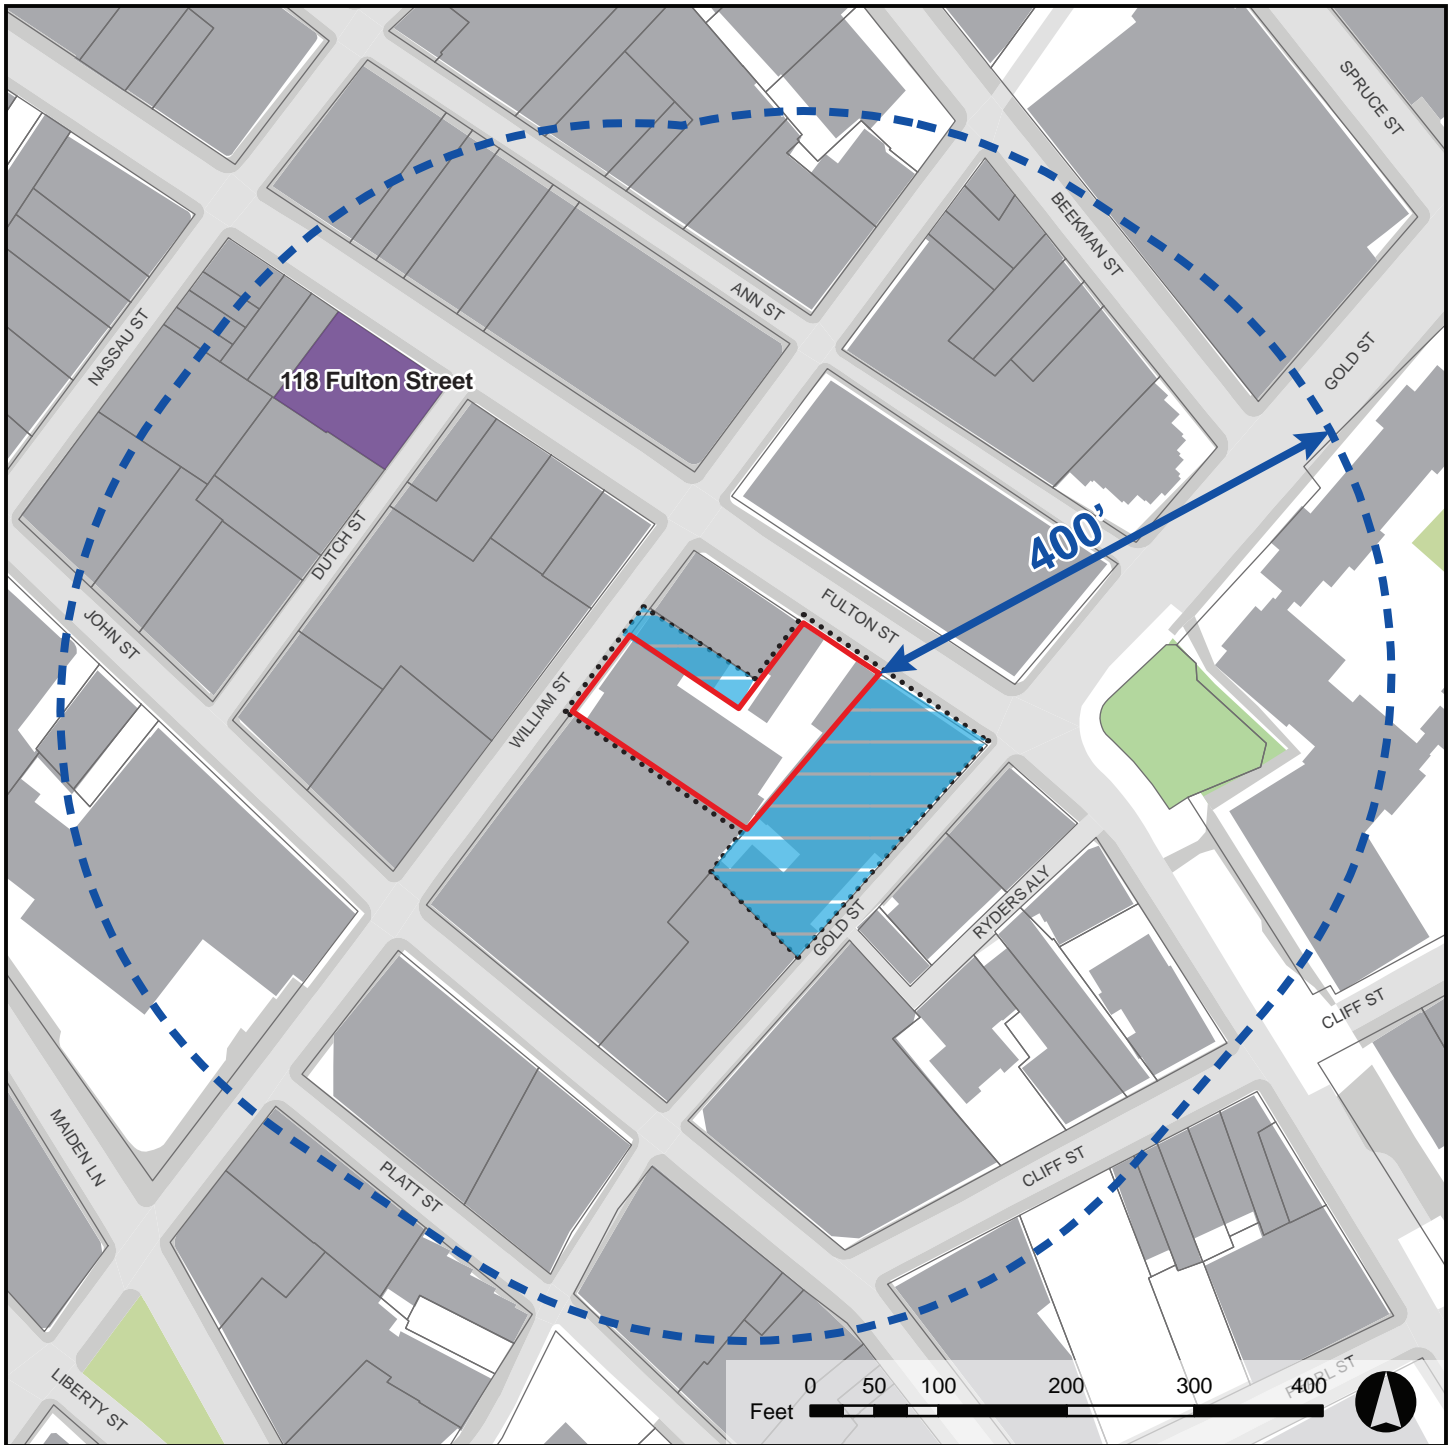 SPRUCE ST
BEEKMAN ST
ANN ST
NASSAU ST
GOLD ST
118 Fulton Street
400’
DUTCH ST
FULTON ST
JOHN ST
WILLIAM ST
RYDERS ALY
GOLD ST
CLIFF ST
MAIDEN LN
PLATT ST
CLIFF ST
PEARL ST
LIBERTY ST
0 50 100 200 300 400
Feet